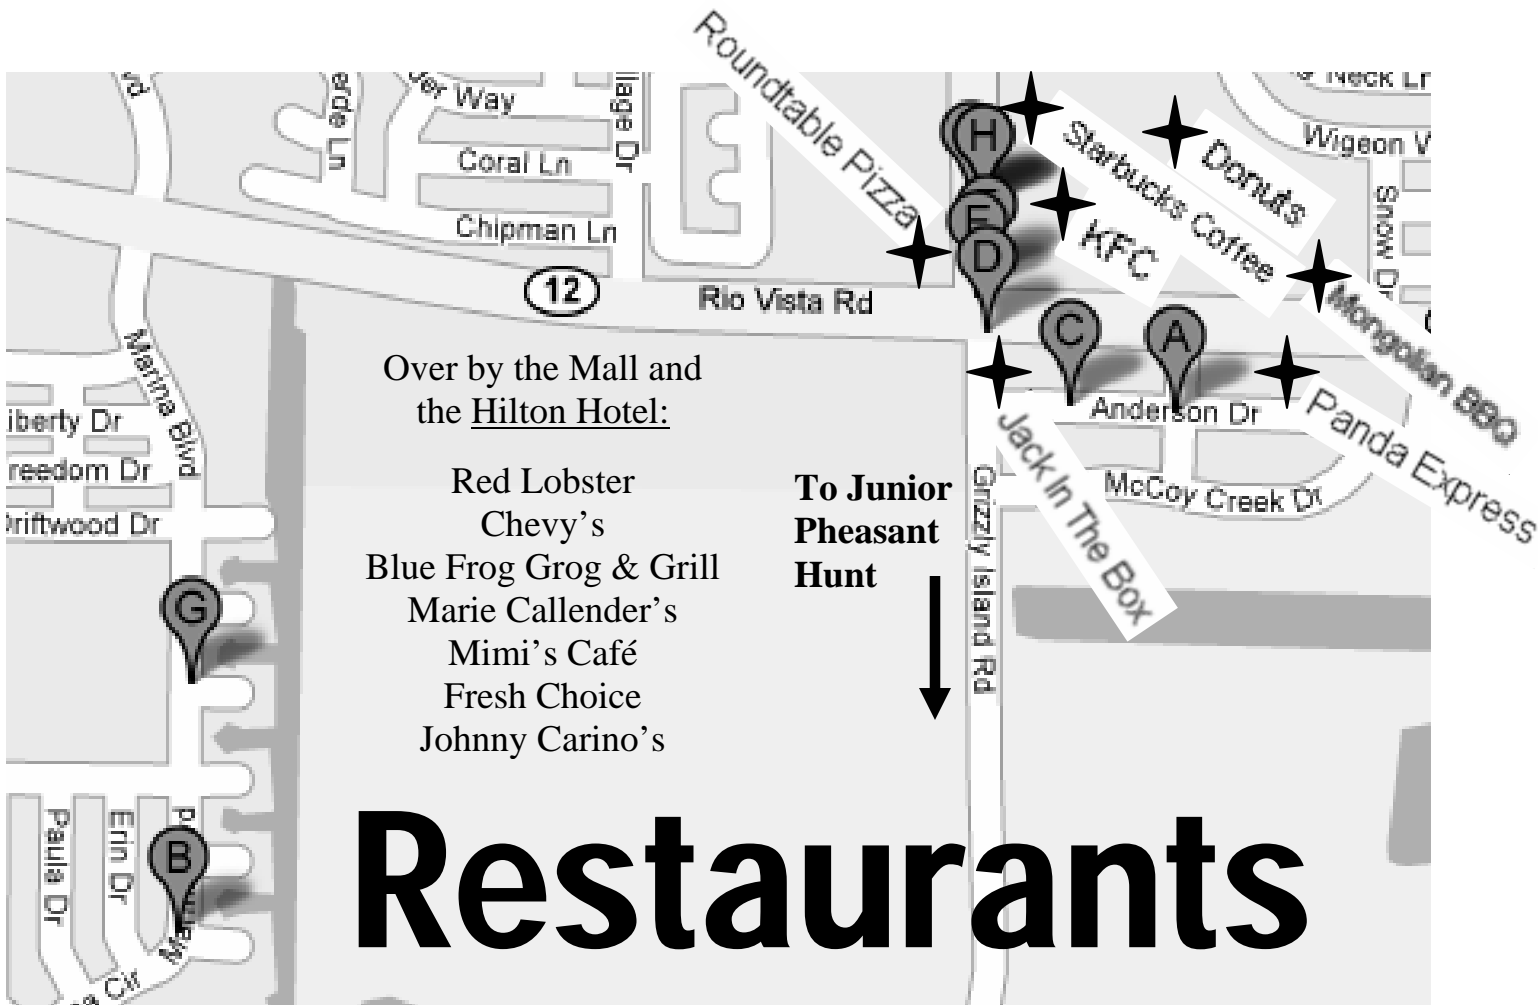 Roundtable Pizza
Neck Ln
Way
Coral Ln
Chipman Ln
H
Starbucks Coffee
Donuts
Wigeon
Snow Dr
KFC
E
D
12
Rio Vista Rd
C
A
Mongolian BBQ
Marina Blvd
Over by the Mall and
the Hilton Hotel:
Anderson Dr
Panda Express
Jack In The Box
iberty Dr
reedom Dr
riftwood Dr
Red Lobster
Chevy’s
Blue Frog Grog & Grill
Marie Callender’s
Mimi’s Café
Fresh Choice
Johnny Carino’s
To Junior
Pheasant
Hunt
McCoy Creek Dr
Grizzly Island Rd
G
B
Paula Dr
Erin Dr
Cir
Restaurants